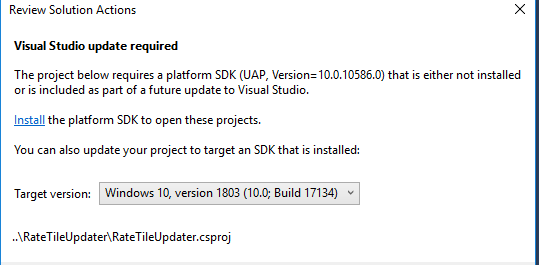 Review Solution Actions
Visual Studio update required
The project below requires a platform SDK (UAP, Version=10.0.10586.0) that is either not installed
or is included as part of a future update to Visual Studio.
Install the platform SDK to open these projects.
You can also update your project to target an SDK that is installed:
Target version: Windows 10, version 1803 (10.0; Build 17134)
..\RateTileUpdater\RateTileUpdater.csproj